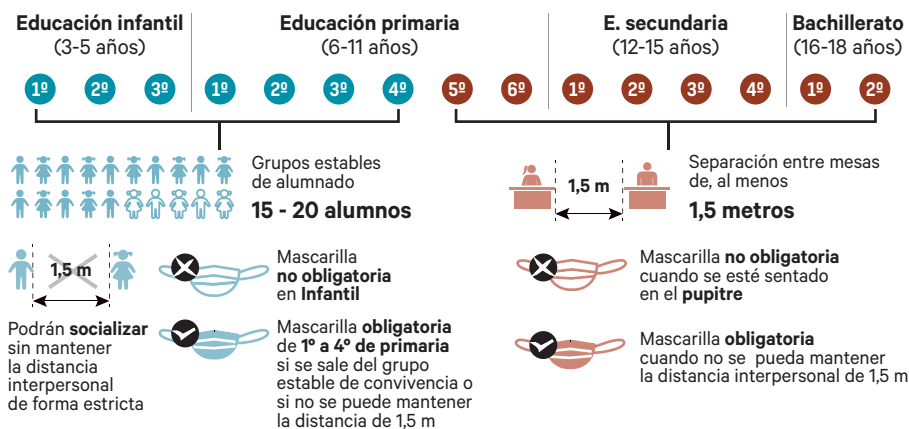 Educación infantil
(3-5 años)
Educación primaria
(6-11 años)
E. secundaria
(12-15 años)
Bachillerato
(16-18 años)
1º 2º 3º 1º 2º 3º 4º 5º 6º 1º 2º 3º 4º 1º 2º
Grupos estables
de alumnado
15 - 20 alumnos
1,5 m
Podrán socializar
sin mantener
la distancia
interpersonal
de forma estricta
Mascarilla
no obligatoria
en Infantil
Mascarilla obligatoria
de 1º a 4º de primaria
si se sale del grupo
estable de convivencia o
si no se puede mantener
la distancia de 1,5 m
1,5 m
Separación entre mesas
de, al menos
1,5 metros
Mascarilla no obligatoria
cuando se esté sentado
en el pupitre
Mascarilla obligatoria
cuando no se pueda mantener
la distancia interpersonal de 1,5 m